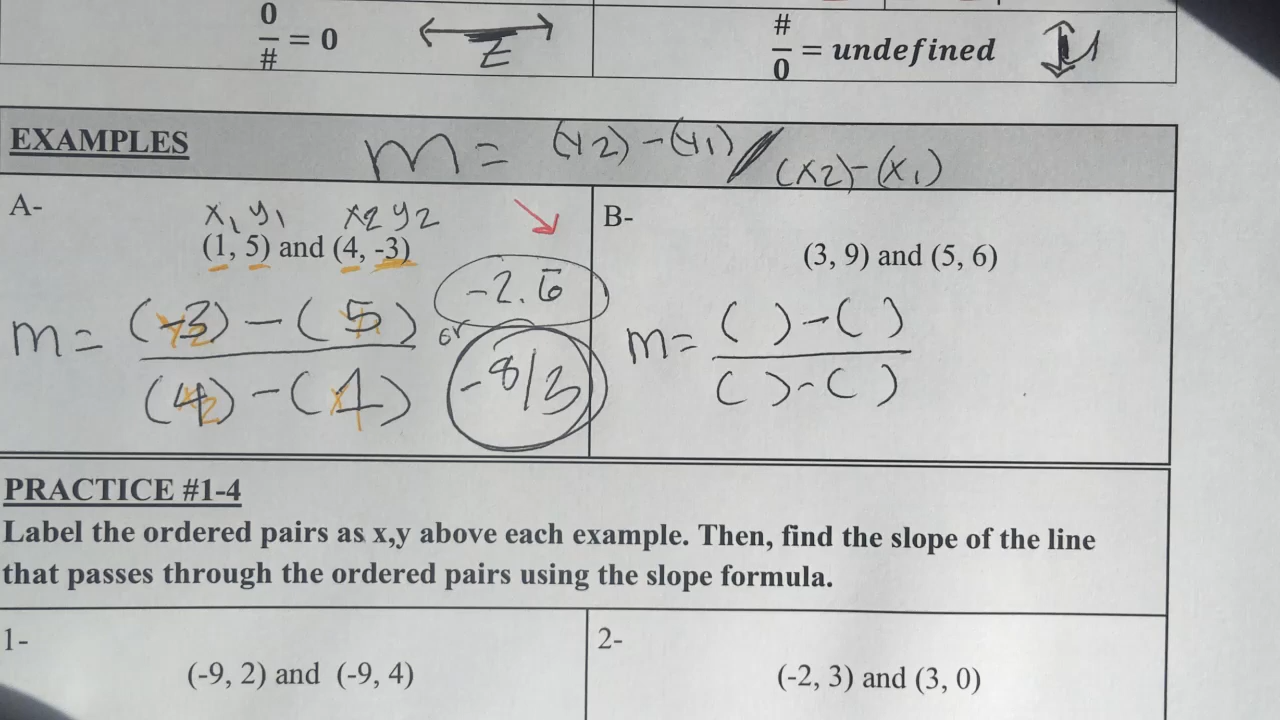 0/# = 0 Z
#/0 = undefined U
EXAMPLES m = (y2) - (y1) / (x2) - (x1)
A-
x1 y1 x2 y2
(1, 5) and (4, -3)
m = (-3) - (5) / (4) - (1)
-2.6̅
or
-8/3
B-
(3, 9) and (5, 6)
m = ( ) - ( ) / ( ) - ( )
PRACTICE #1-4
Label the ordered pairs as x,y above each example. Then, find the slope of the line
that passes through the ordered pairs using the slope formula.
1-
(-9, 2) and (-9, 4)
2-
(-2, 3) and (3, 0)